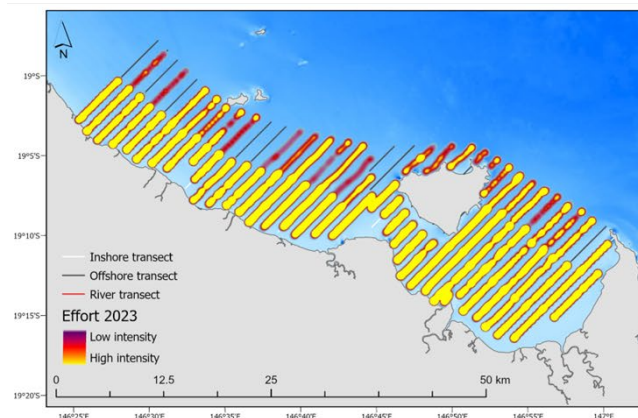 N
19°S
19°5'S
19°10'S
19°15'S
19°20'S
Inshore transect
Offshore transect
River transect
Effort 2023
Low intensity
High intensity
0 12.5 25 50 km
146°25'E 146°30'E 146°35'E 146°40'E 146°45'E 146°50'E 146°55'E 147°E